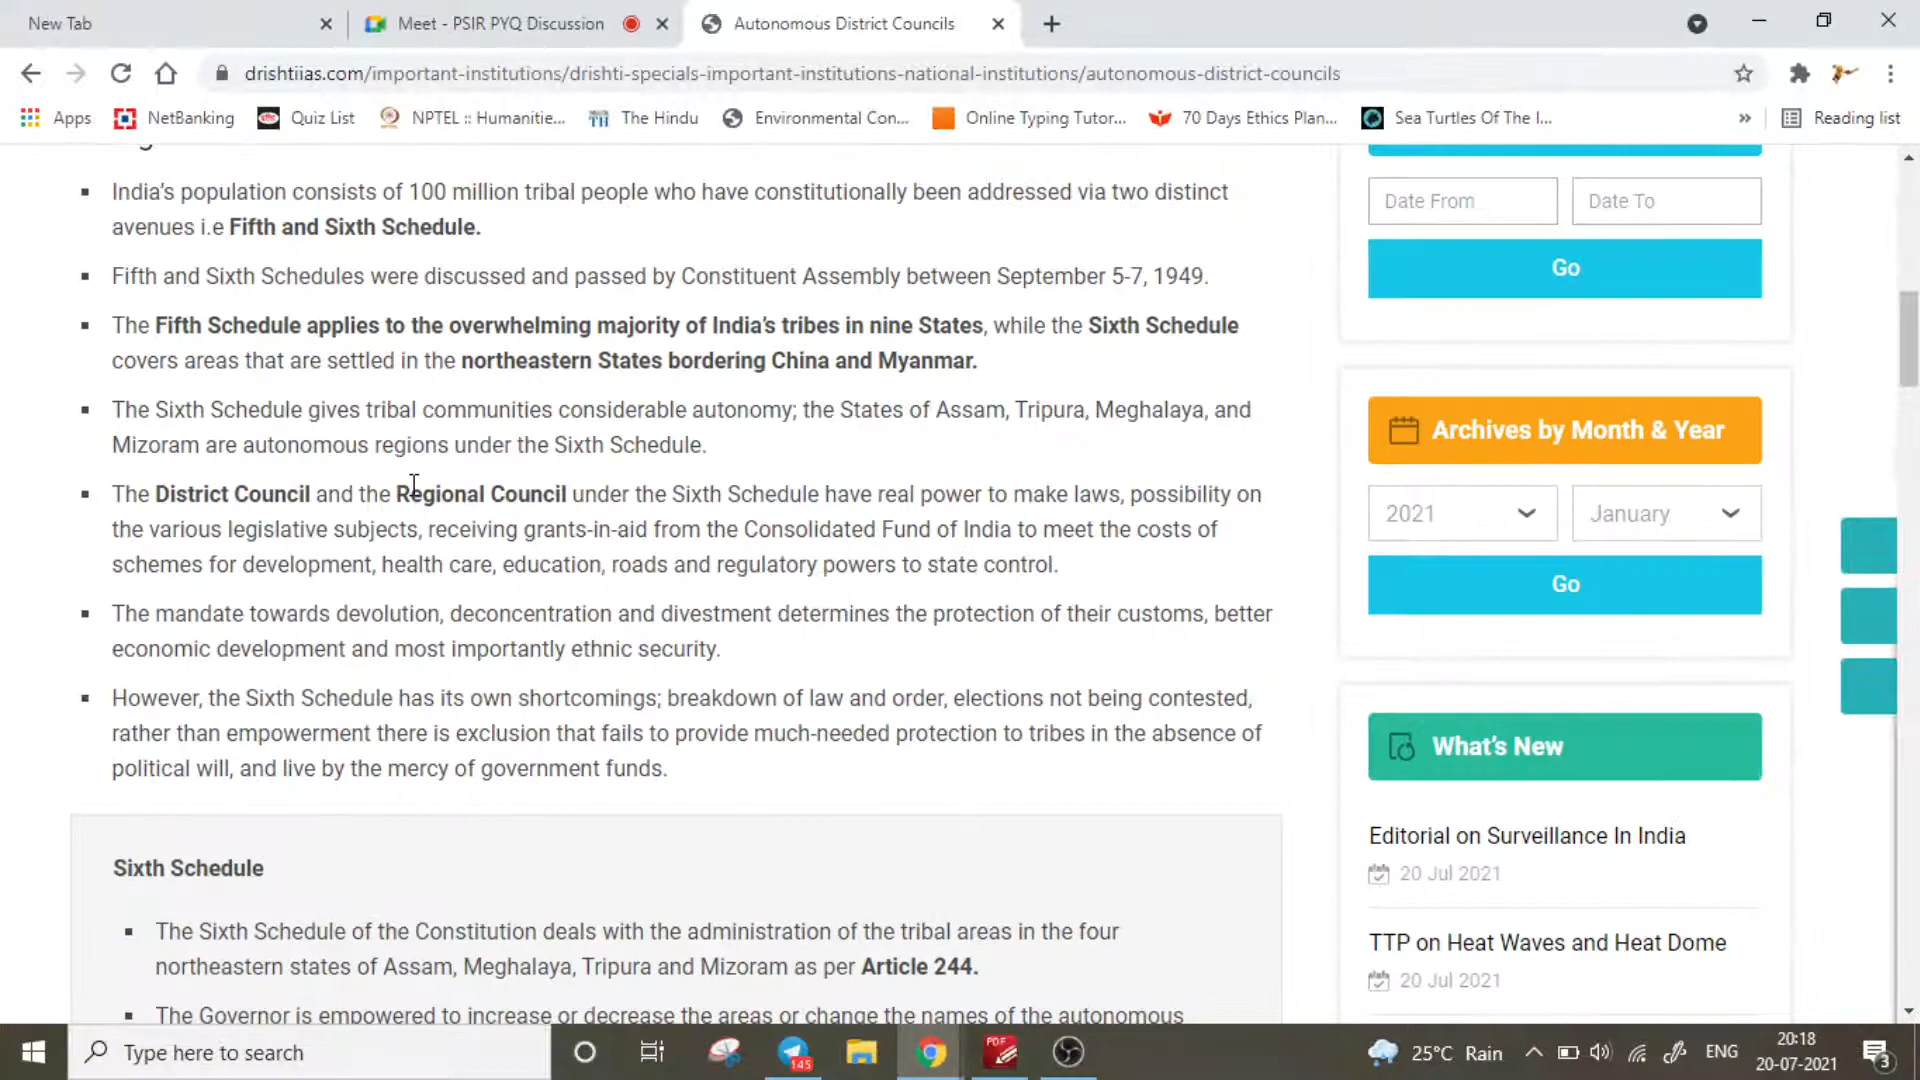 New Tab
Meet - PSIR PYQ Discussion
Autonomous District Councils
drishtiias.com/important-institutions/drishti-specials-important-institutions-national-institutions/autonomous-district-councils
Apps
NetBanking
Quiz List
NPTEL :: Humanitie...
The Hindu
Environmental Con...
Online Typing Tutor...
70 Days Ethics Plan...
Sea Turtles Of The I...
»
Reading list
▪ India's population consists of 100 million tribal people who have constitutionally been addressed via two distinct
avenues i.e Fifth and Sixth Schedule.
▪ Fifth and Sixth Schedules were discussed and passed by Constituent Assembly between September 5-7, 1949.
▪ The Fifth Schedule applies to the overwhelming majority of India's tribes in nine States, while the Sixth Schedule
covers areas that are settled in the northeastern States bordering China and Myanmar.
▪ The Sixth Schedule gives tribal communities considerable autonomy; the States of Assam, Tripura, Meghalaya, and
Mizoram are autonomous regions under the Sixth Schedule.
▪ The District Council and the Regional Council under the Sixth Schedule have real power to make laws, possibility on
the various legislative subjects, receiving grants-in-aid from the Consolidated Fund of India to meet the costs of
schemes for development, health care, education, roads and regulatory powers to state control.
▪ The mandate towards devolution, deconcentration and divestment determines the protection of their customs, better
economic development and most importantly ethnic security.
▪ However, the Sixth Schedule has its own shortcomings; breakdown of law and order, elections not being contested,
rather than empowerment there is exclusion that fails to provide much-needed protection to tribes in the absence of
political will, and live by the mercy of government funds.
Sixth Schedule
▪ The Sixth Schedule of the Constitution deals with the administration of the tribal areas in the four
northeastern states of Assam, Meghalaya, Tripura and Mizoram as per Article 244.
▪ The Governor is empowered to increase or decrease the areas or change the names of the autonomous
Date From
Date To
Go
Archives by Month & Year
2021
January
Go
What's New
Editorial on Surveillance In India
20 Jul 2021
TTP on Heat Waves and Heat Dome
20 Jul 2021
Type here to search
145
PDF
25°C Rain
ENG
20:18
20-07-2021
3